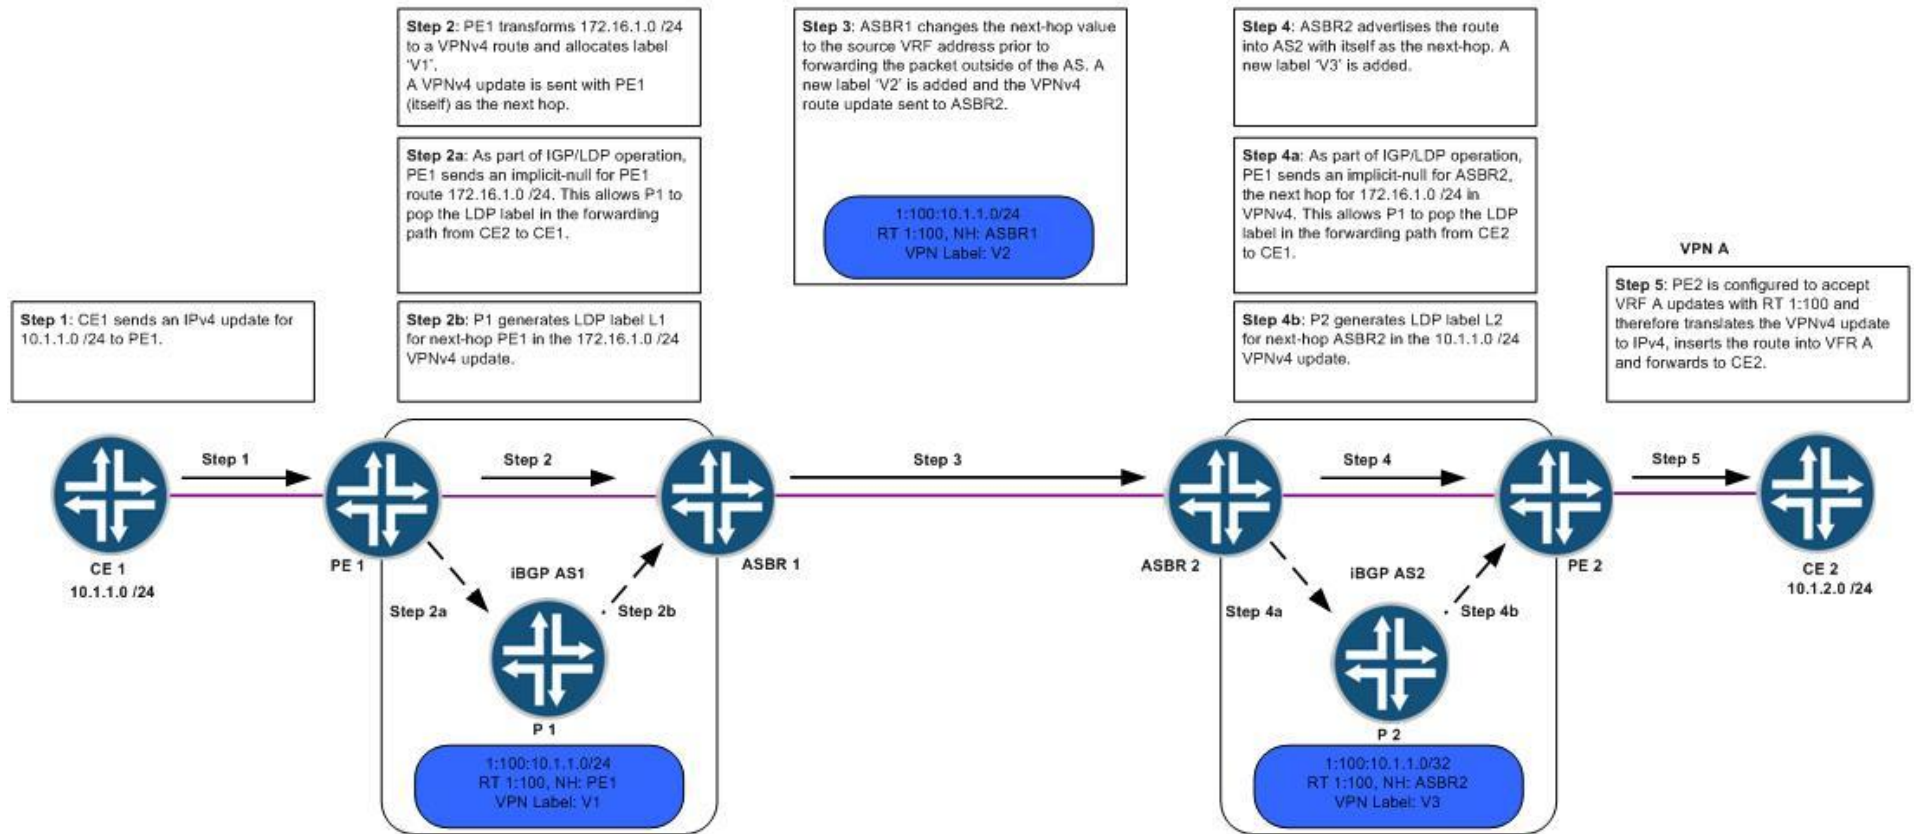 Step 2: PE1 transforms 172.16.1.0 /24
to a VPNv4 route and allocates label
'V1'.
A VPNv4 update is sent with PE1
(itself) as the next hop.
Step 3: ASBR1 changes the next-hop value
to the source VRF address prior to
forwarding the packet outside of the AS. A
new label 'V2' is added and the VPNv4
route update sent to ASBR2.
1:100:10.1.1.0/24
RT 1:100, NH: ASBR1
VPN Label: V2
Step 4: ASBR2 advertises the route
into AS2 with itself as the next-hop. A
new label 'V3' is added.
Step 2a: As part of IGP/LDP operation,
PE1 sends an implicit-null for PE1
route 172.16.1.0 /24. This allows P1 to
pop the LDP label in the forwarding
path from CE2 to CE1.
Step 4a: As part of IGP/LDP operation,
PE1 sends an implicit-null for ASBR2,
the next hop for 172.16.1.0 /24 in
VPNv4. This allows P1 to pop the LDP
label in the forwarding path from CE2
to CE1.
VPN A
Step 1: CE1 sends an IPv4 update for
10.1.1.0 /24 to PE1.
Step 2b: P1 generates LDP label L1
for next-hop PE1 in the 172.16.1.0 /24
VPNv4 update.
Step 4b: P2 generates LDP label L2
for next-hop ASBR2 in the 10.1.1.0 /24
VPNv4 update.
Step 5: PE2 is configured to accept
VRF A updates with RT 1:100 and
therefore translates the VPNv4 update
to IPv4, inserts the route into VFR A
and forwards to CE2.
Step 1
Step 2
Step 3
Step 4
Step 5
CE 1
10.1.1.0 /24
PE 1
iBGP AS1
ASBR 1
ASBR 2
iBGP AS2
PE 2
CE 2
10.1.2.0 /24
Step 2a
Step 2b
Step 4a
Step 4b
P 1
P 2
1:100:10.1.1.0/24
RT 1:100, NH: PE1
VPN Label: V1
1:100:10.1.1.0/32
RT 1:100, NH: ASBR2
VPN Label: V3